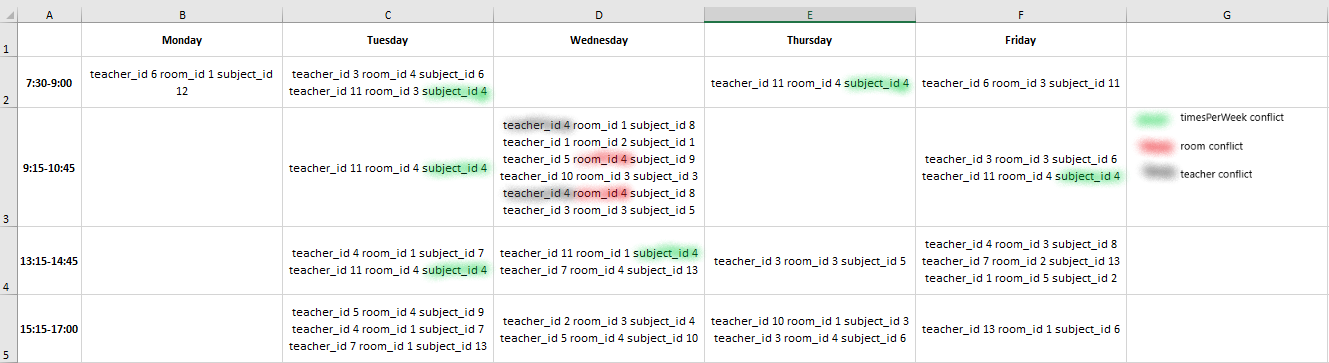 A B C D E F G
1 Monday Tuesday Wednesday Thursday Friday
2 7:30-9:00
teacher_id 6 room_id 1 subject_id
12
teacher_id 3 room_id 4 subject_id 6
teacher_id 11 room_id 3 subject_id 4
teacher_id 11 room_id 4 subject_id 4
teacher_id 6 room_id 3 subject_id 11
3 9:15-10:45
teacher_id 11 room_id 4 subject_id 4
teacher_id 4 room_id 1 subject_id 8
teacher_id 1 room_id 2 subject_id 1
teacher_id 5 room_id 4 subject_id 9
teacher_id 10 room_id 3 subject_id 3
teacher_id 4 room_id 4 subject_id 8
teacher_id 3 room_id 3 subject_id 5
teacher_id 3 room_id 3 subject_id 6
teacher_id 11 room_id 4 subject_id 4
timesPerWeek conflict
room conflict
teacher conflict
4 13:15-14:45
teacher_id 4 room_id 1 subject_id 7
teacher_id 11 room_id 4 subject_id 4
teacher_id 11 room_id 1 subject_id 4
teacher_id 7 room_id 4 subject_id 13
teacher_id 3 room_id 3 subject_id 5
teacher_id 4 room_id 3 subject_id 8
teacher_id 7 room_id 2 subject_id 13
teacher_id 1 room_id 5 subject_id 2
5 15:15-17:00
teacher_id 5 room_id 4 subject_id 9
teacher_id 4 room_id 1 subject_id 7
teacher_id 7 room_id 1 subject_id 13
teacher_id 2 room_id 3 subject_id 4
teacher_id 5 room_id 4 subject_id 10
teacher_id 10 room_id 1 subject_id 3
teacher_id 3 room_id 4 subject_id 6
teacher_id 13 room_id 1 subject_id 6